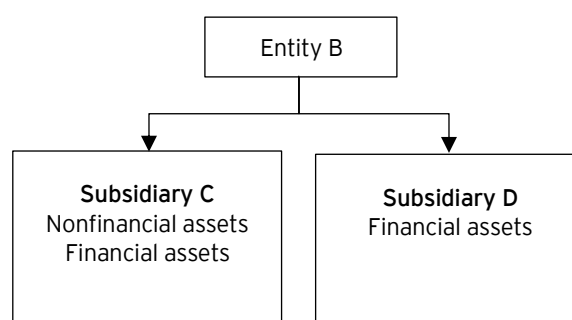 Entity B
Subsidiary C
Nonfinancial assets
Financial assets
Subsidiary D
Financial assets